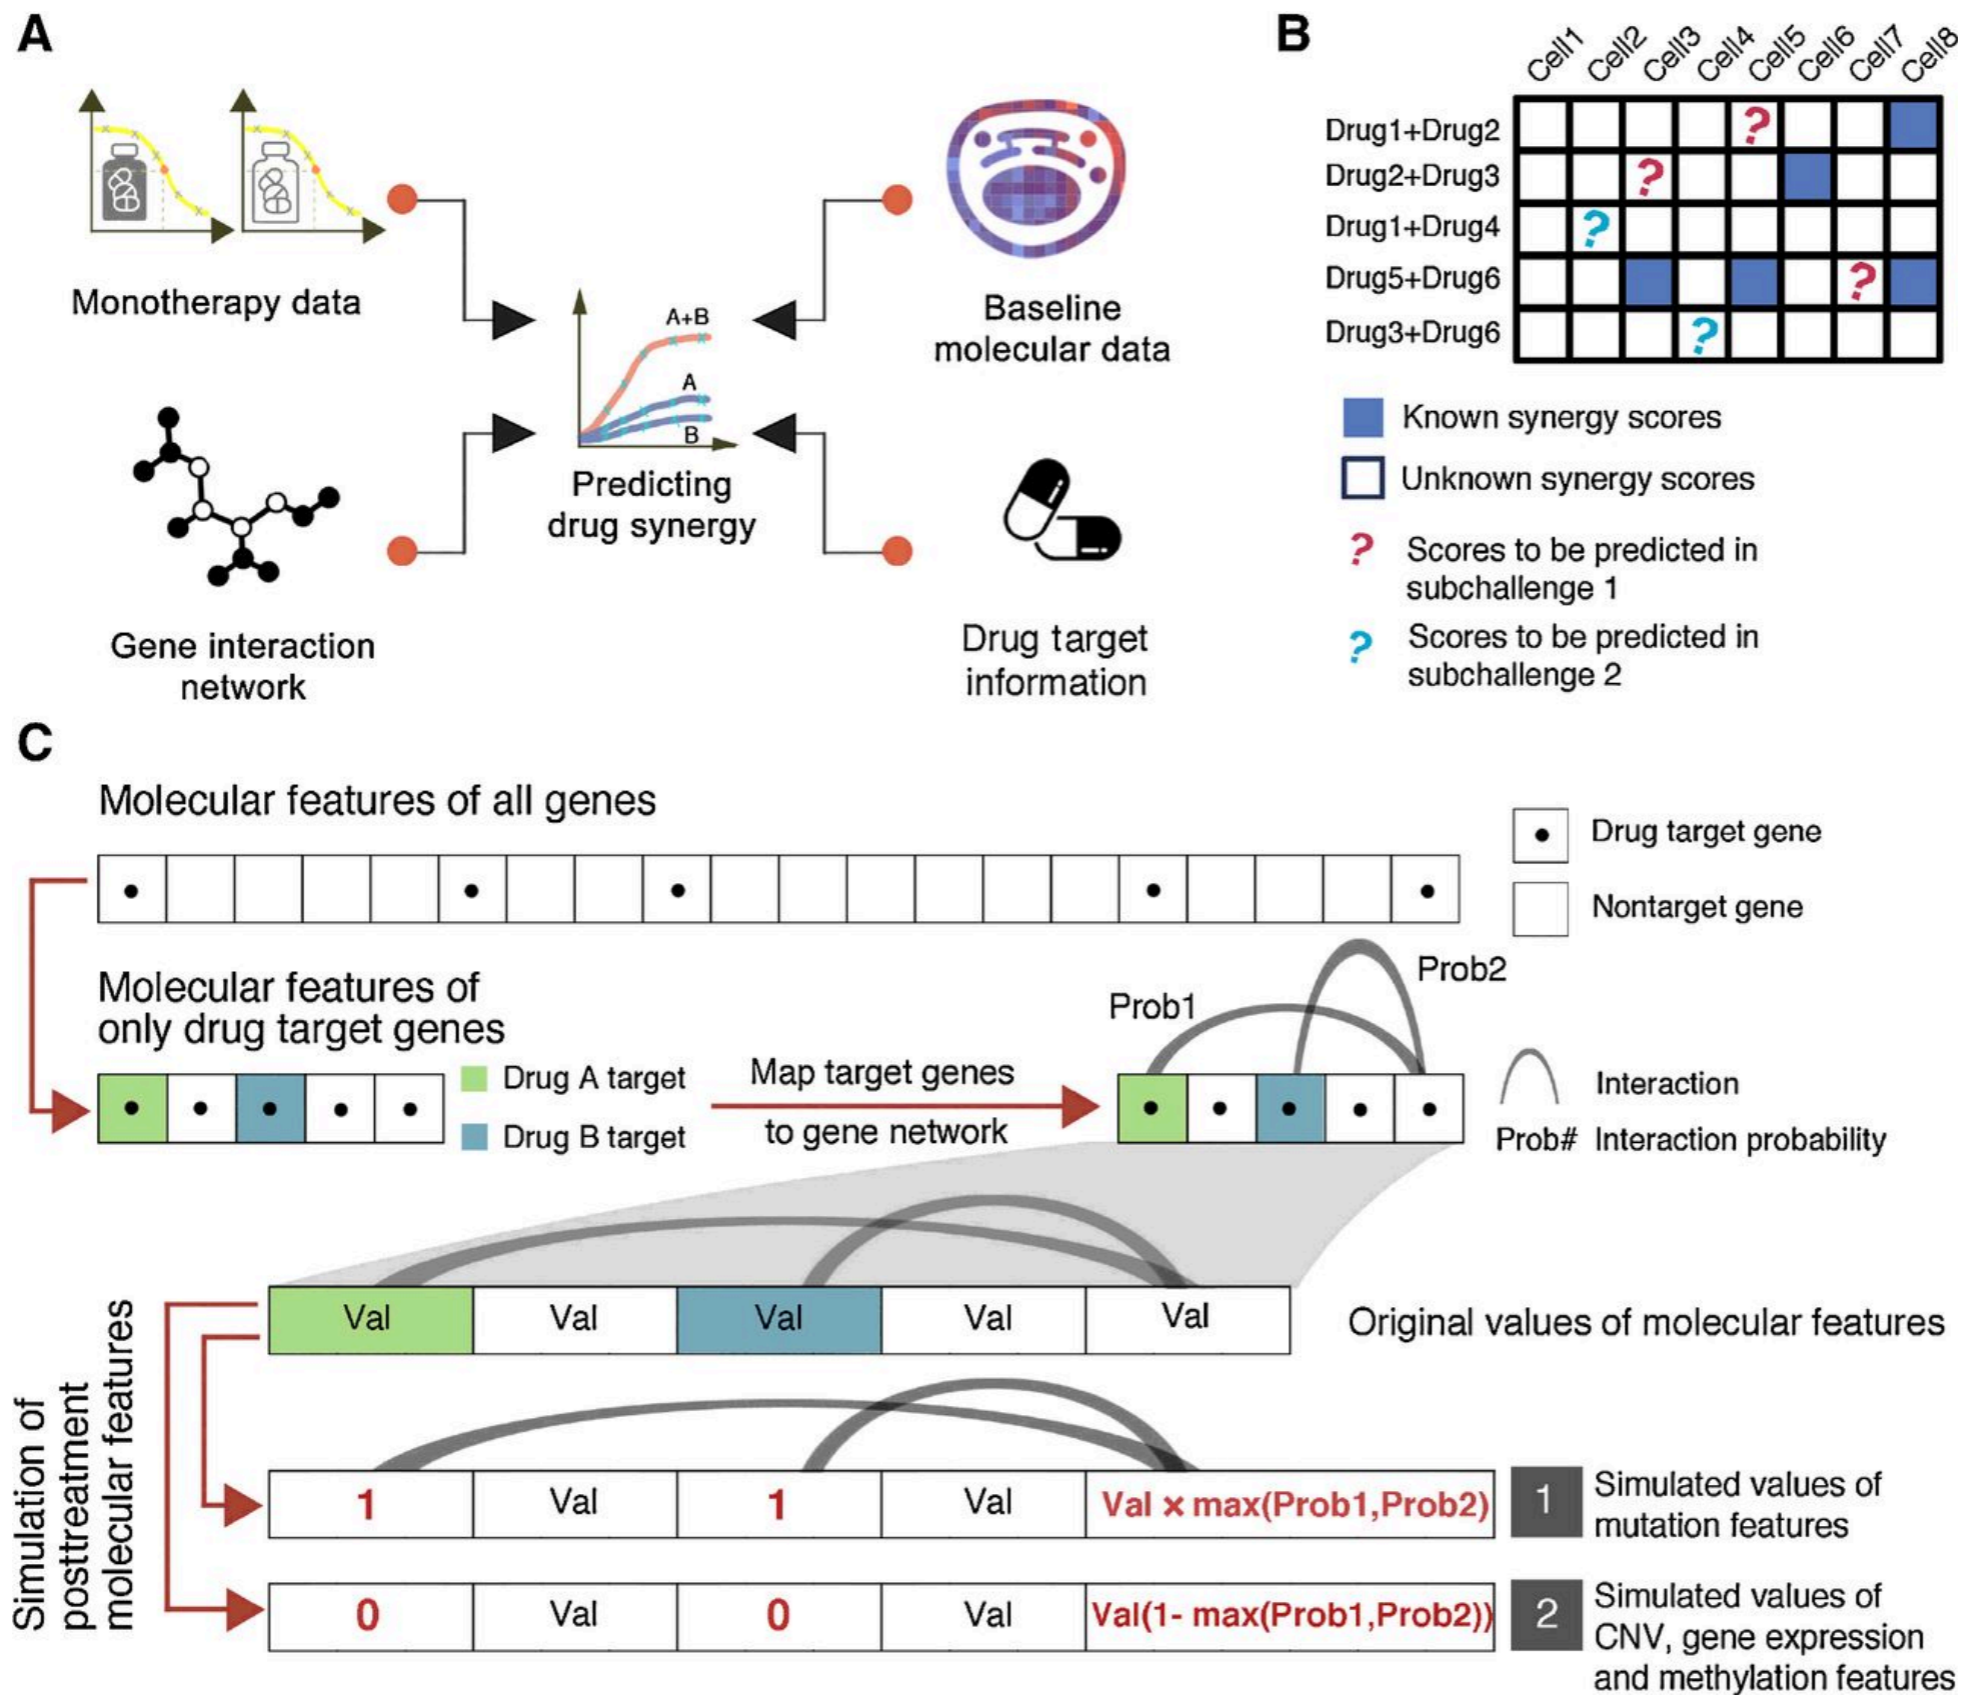 A
Monotherapy data
Gene interaction
network
A+B
A
B
Predicting
drug synergy
Baseline
molecular data
Drug target
information
B
Cell1 Cell2 Cell3 Cell4 Cell5 Cell6 Cell7 Cell8
Drug1+Drug2 ?
Drug2+Drug3 ?
Drug1+Drug4 ?
Drug5+Drug6 ?
Drug3+Drug6 ?
Known synergy scores
Unknown synergy scores
? Scores to be predicted in
subchallenge 1
? Scores to be predicted in
subchallenge 2
C
Molecular features of all genes
Drug target gene
Nontarget gene
Molecular features of
only drug target genes
Drug A target
Drug B target
Map target genes
to gene network
Prob1
Prob2
Interaction
Prob# Interaction probability
Val Val Val Val Val
Original values of molecular features
Simulation of
posttreatment
molecular features
1 Val 1 Val Val × max(Prob1,Prob2)
1 Simulated values of
mutation features
0 Val 0 Val Val(1- max(Prob1,Prob2))
2 Simulated values of
CNV, gene expression
and methylation features